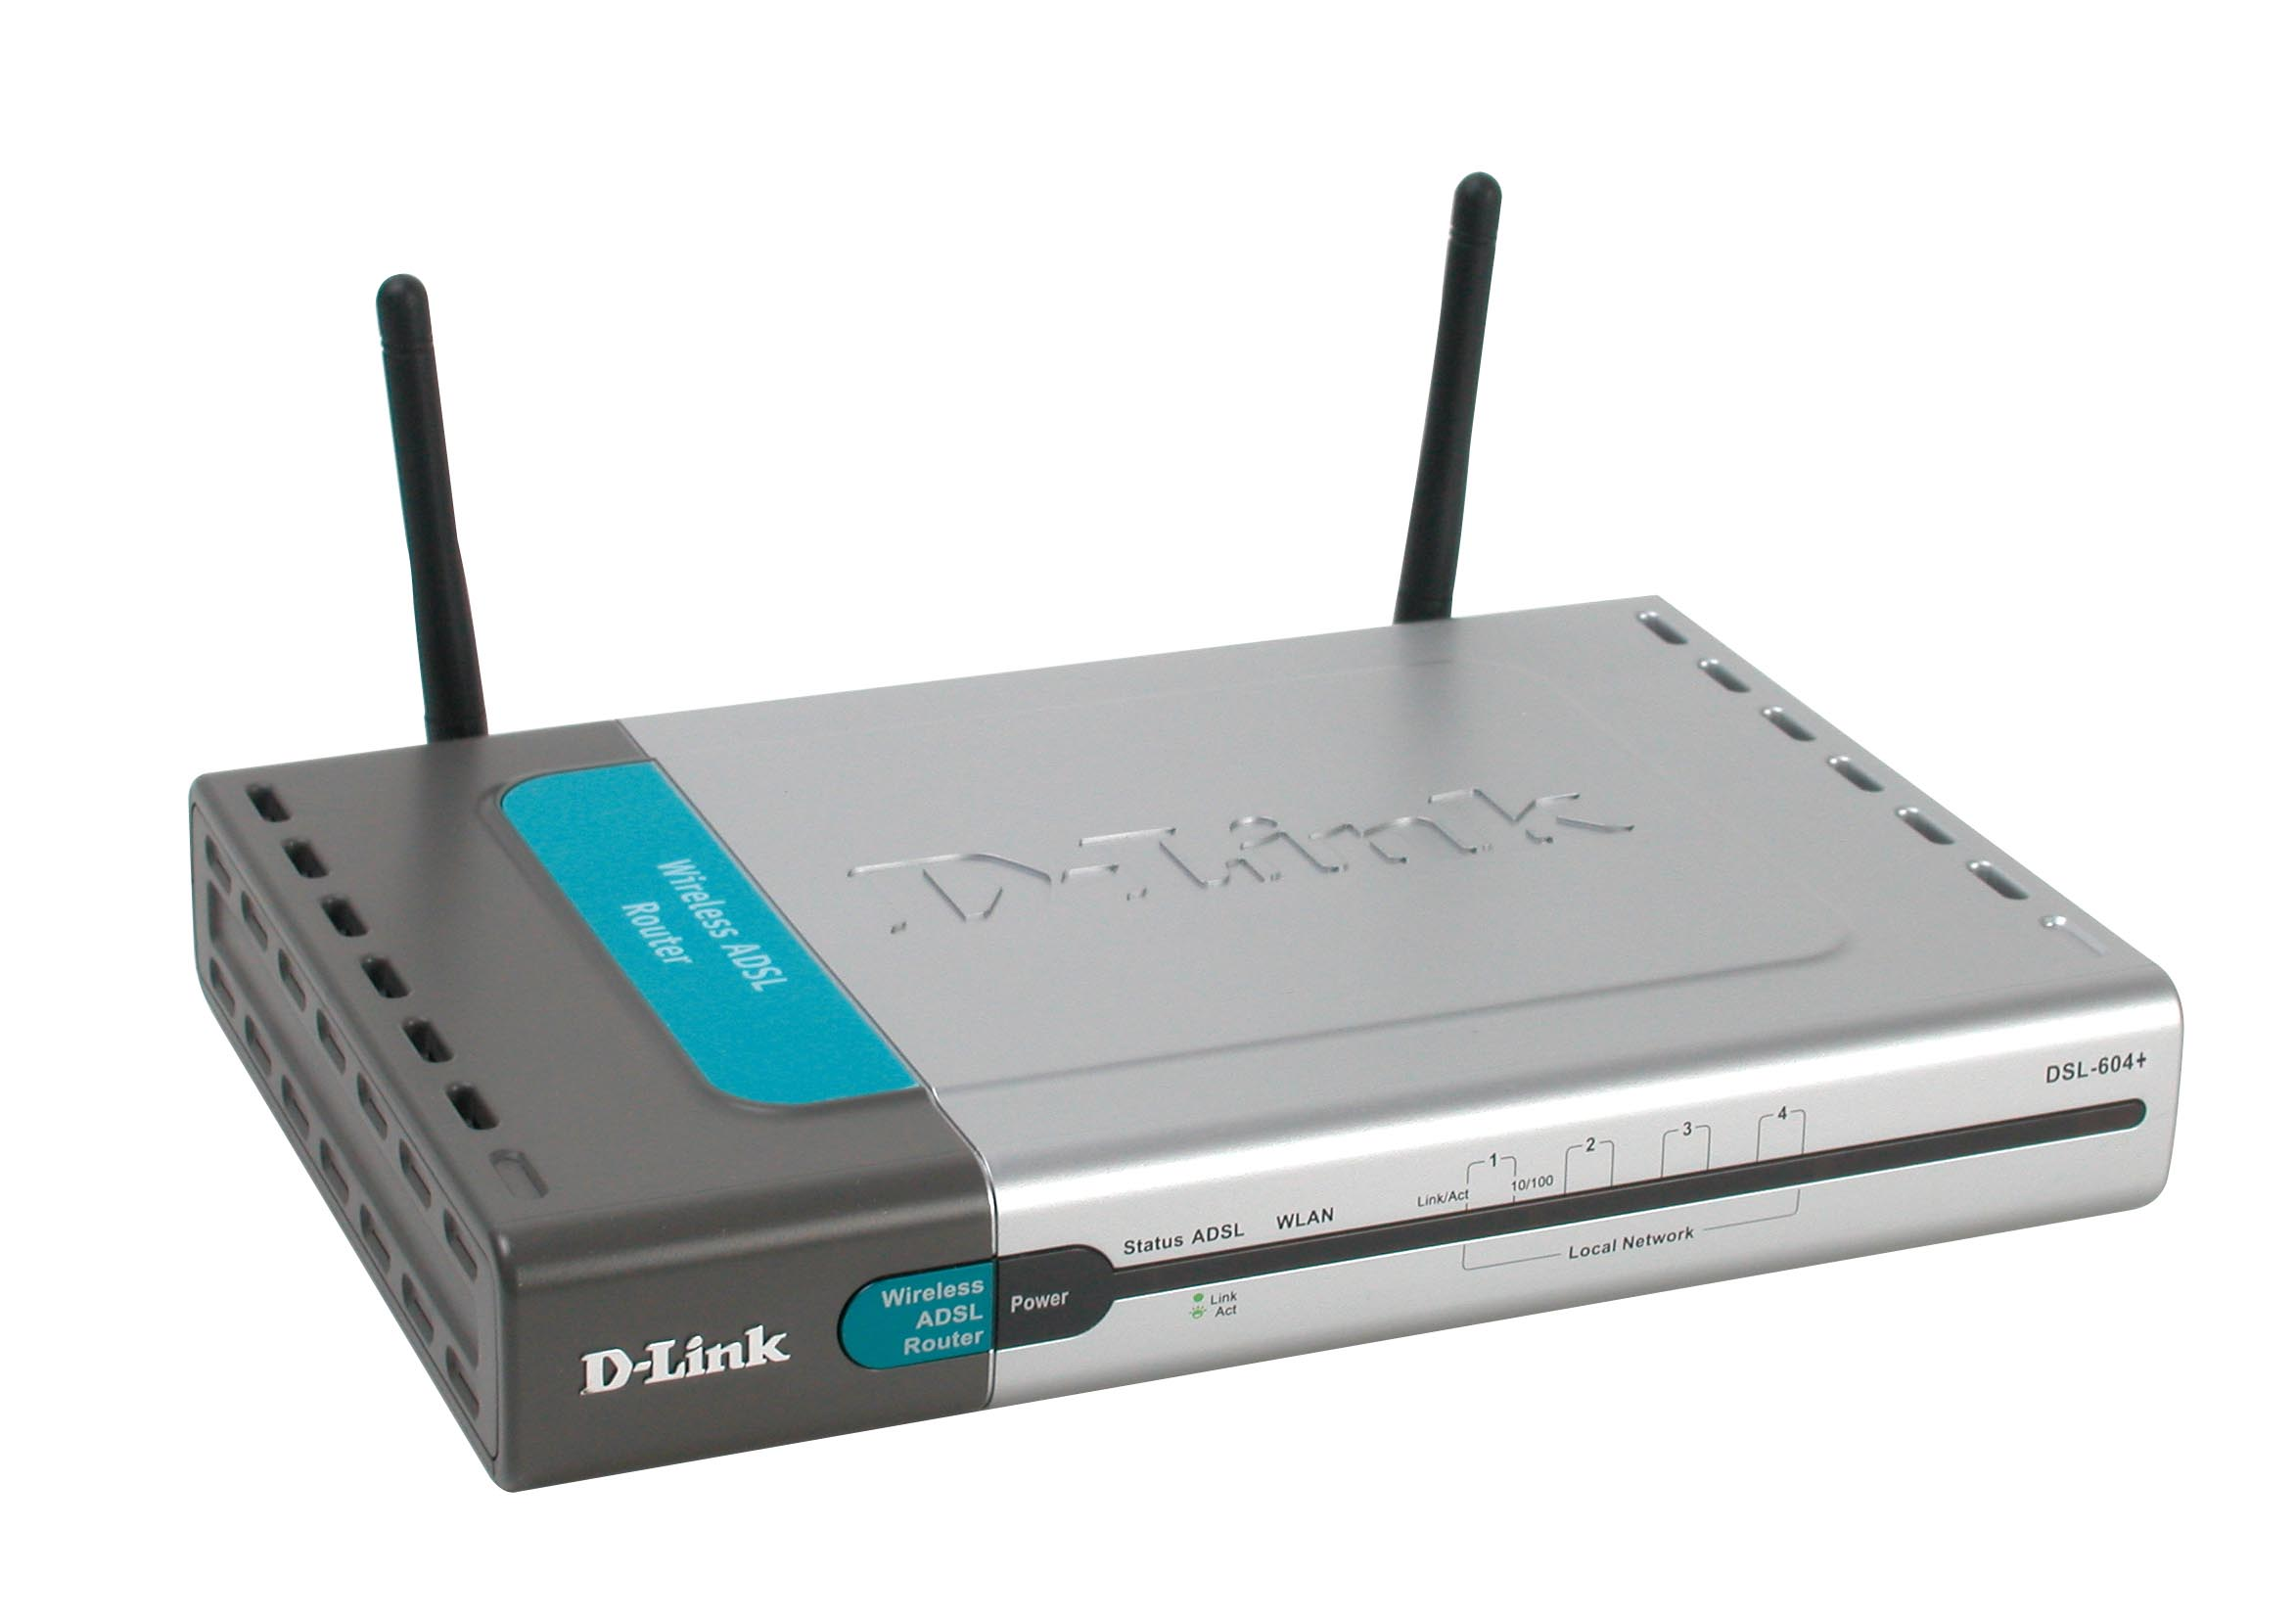 D-Link
Wireless ADSL
Router
DSL-604+
1
2
3
4
Link/Act
10/100
Status ADSL
WLAN
Local Network
Wireless
ADSL
Router
Power
Link
Act
D-Link